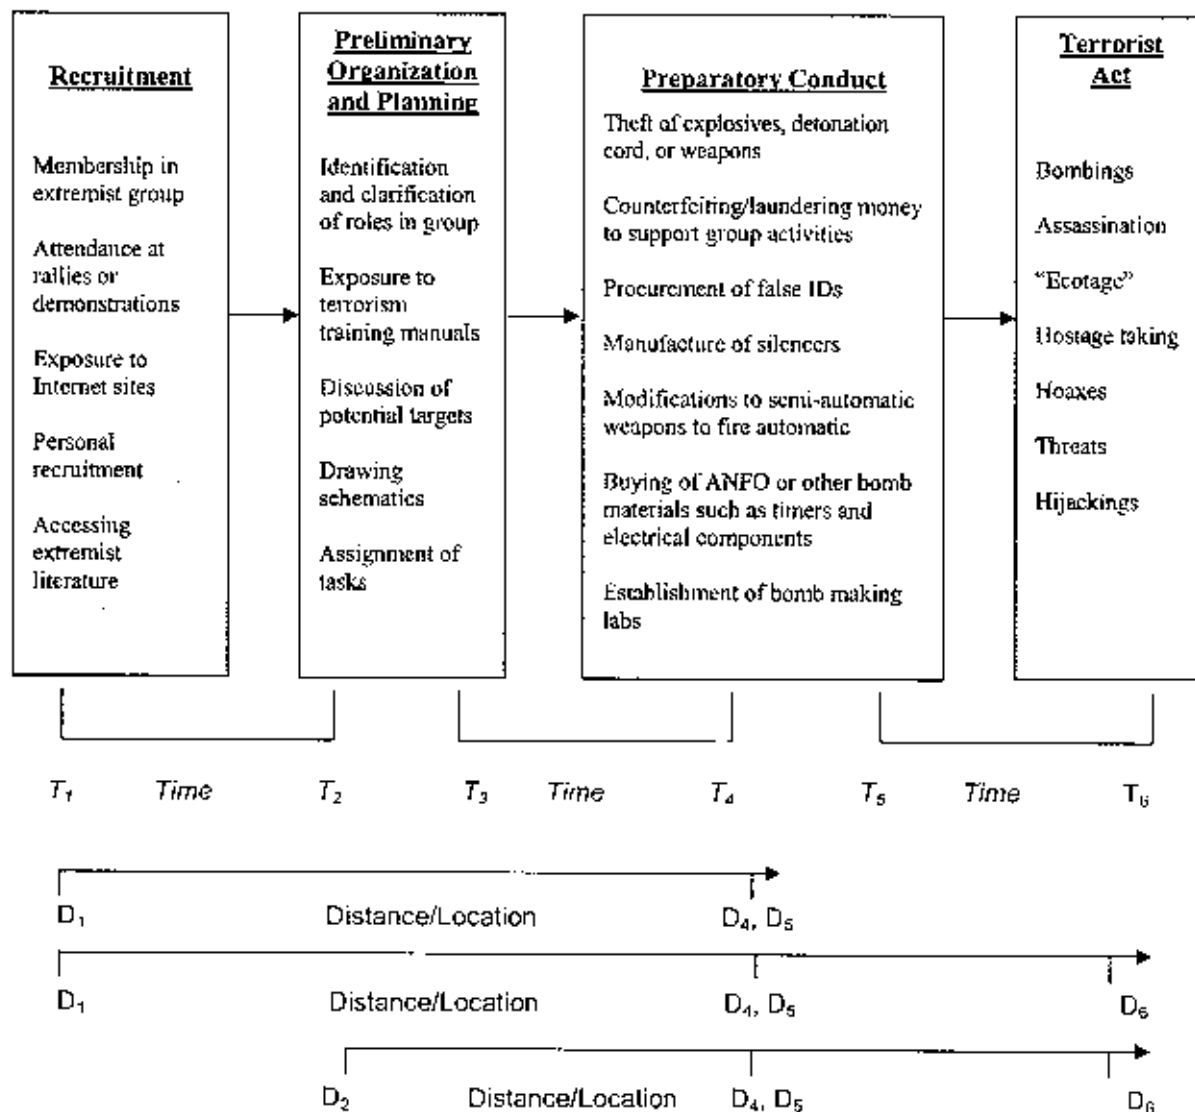 Recruitment
Membership in
extremist group
Attendance at
rallies or
demonstrations
Exposure to
Internet sites
Personal
recruitment
Accessing
extremist
literature
Preliminary
Organization
and Planning
Identification
and clarification
of roles in group
Exposure to
terrorism
training manuals
Discussion of
potential targets
Drawing
schematics
Assignment of
tasks
Preparatory Conduct
Theft of explosives, detonation
cord, or weapons
Counterfeiting/laundering money
to support group activities
Procurement of false IDs
Manufacture of silencers
Modifications to semi-automatic
weapons to fire automatic
Buying of ANFO or other bomb
materials such as timers and
electrical components
Establishment of bomb making
labs
Terrorist
Act
Bombings
Assassination
“Ecotage”
Hostage taking
Hoaxes
Threats
Hijackings
T₁ Time T₂ T₃ Time T₄ T₅ Time T₆
D₁ Distance/Location D₄, D₅
D₁ Distance/Location D₄, D₅ D₆
D₂ Distance/Location D₄, D₅ D₆